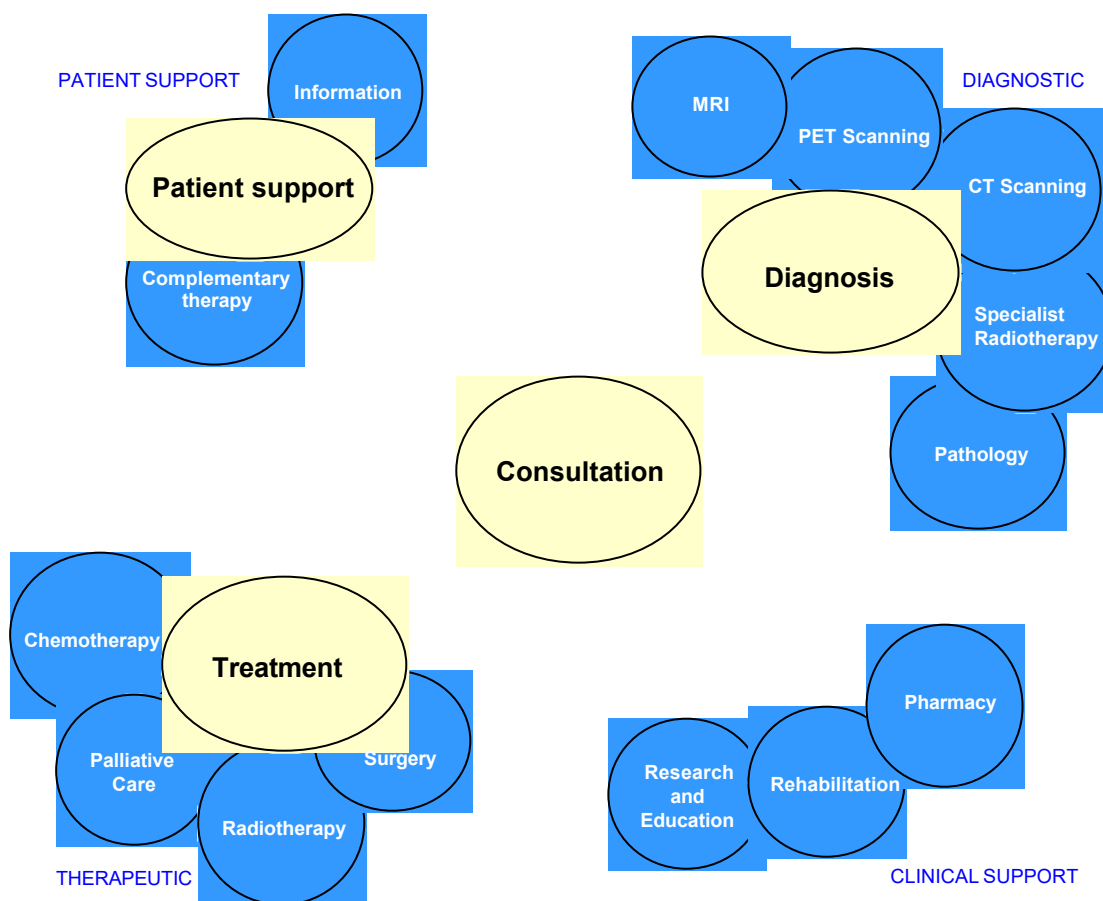 PATIENT SUPPORT
Information
Patient support
Complementary
therapy
DIAGNOSTIC
MRI
PET Scanning
CT Scanning
Diagnosis
Specialist
Radiotherapy
Pathology
Consultation
Chemotherapy
Treatment
Palliative
Care
Surgery
Radiotherapy
THERAPEUTIC
Pharmacy
Rehabilitation
Research
and
Education
CLINICAL SUPPORT